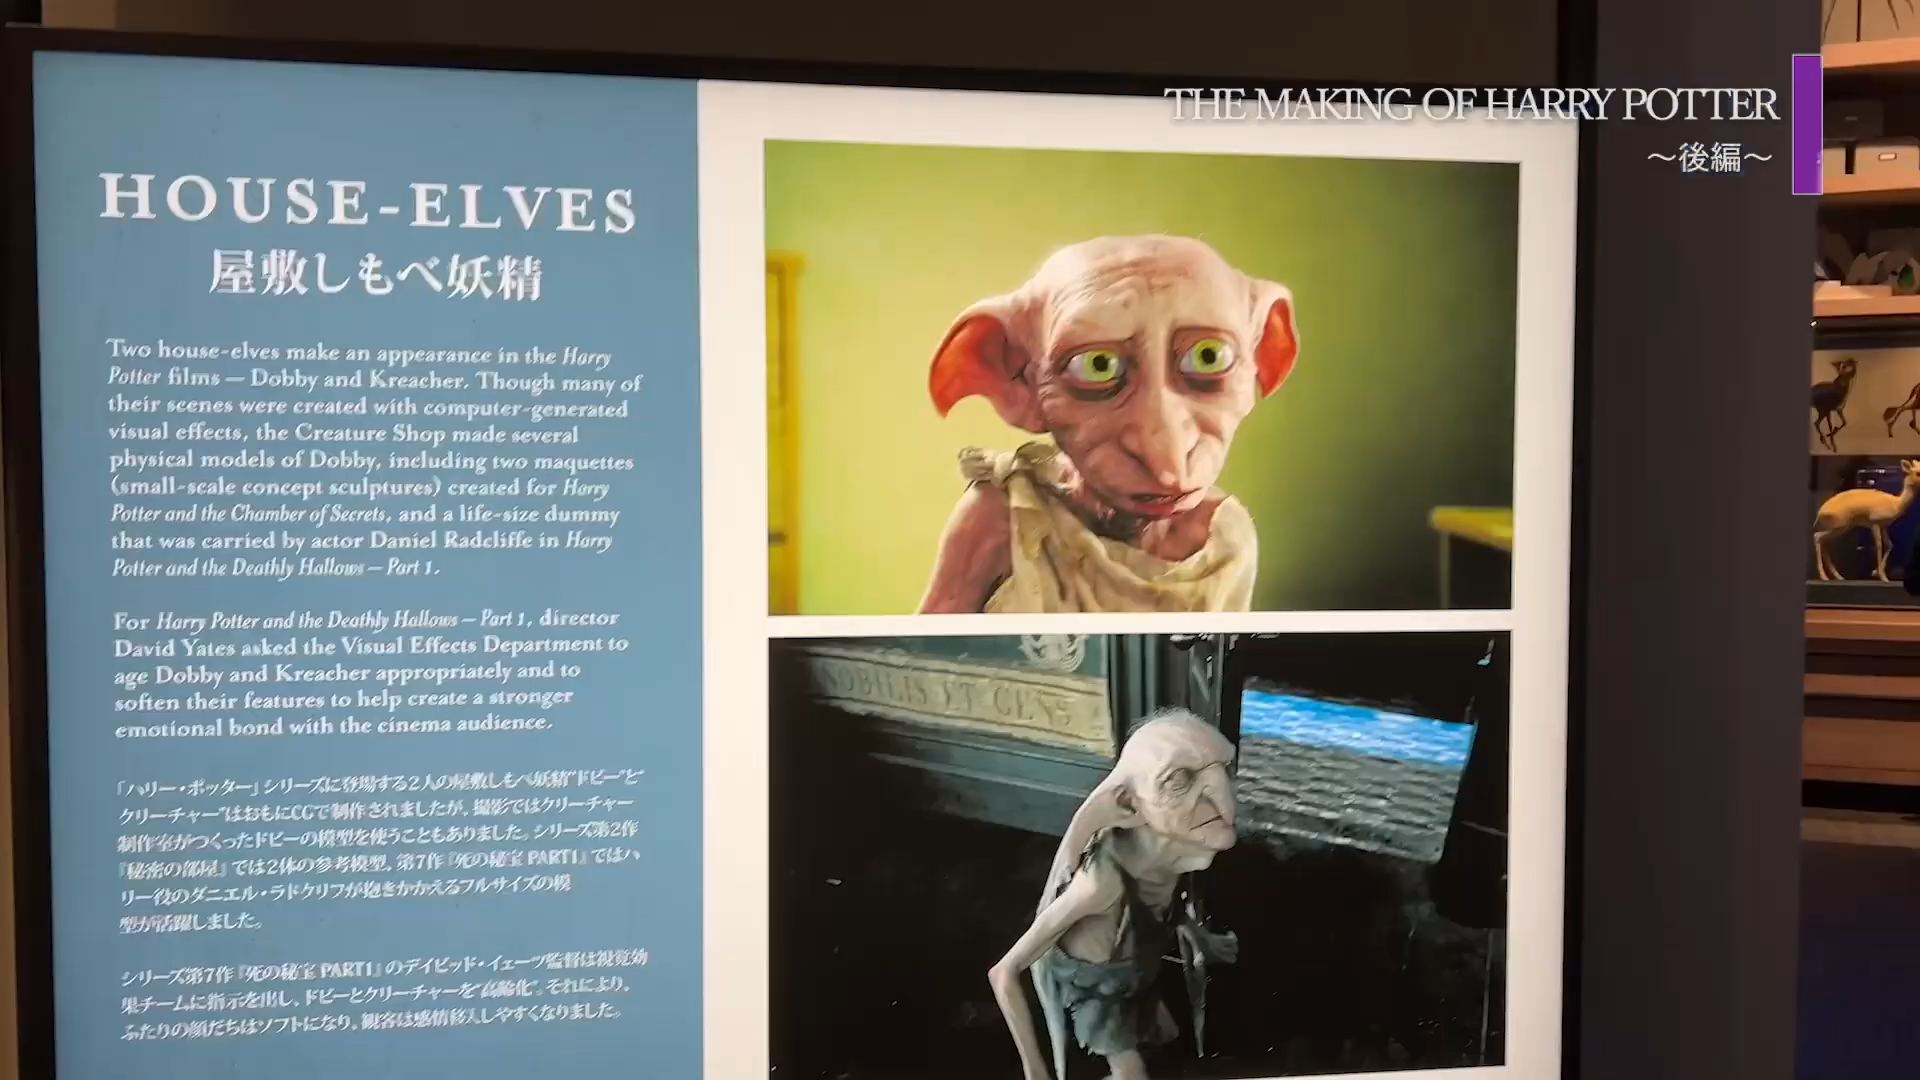 THE MAKING OF HARRY POTTER
～後編～
HOUSE-ELVES
屋敷しもべ妖精
Two house-elves make an appearance in the Harry
Potter films — Dobby and Kreacher. Though many of
their scenes were created with computer-generated
visual effects, the Creature Shop made several
physical models of Dobby, including two maquettes
(small-scale concept sculptures) created for Harry
Potter and the Chamber of Secrets, and a life-size dummy
that was carried by actor Daniel Radcliffe in Harry
Potter and the Deathly Hallows – Part 1.
For Harry Potter and the Deathly Hallows – Part 1, director
David Yates asked the Visual Effects Department to
age Dobby and Kreacher appropriately and to
soften their features to help create a stronger
emotional bond with the cinema audience.
「ハリー・ポッター」シリーズに登場する2人の屋敷しもべ妖精“ドビー”と“
クリーチャー”はおもにCGで制作されましたが、撮影ではクリーチャー
制作室がつくったドビーの模型を使うこともありました。シリーズ第2作
『秘密の部屋』では2体の参考模型、第7作『死の秘宝 PART1』ではハ
リー役のダニエル・ラドクリフが抱きかかえるフルサイズの模
型が活躍しました。
シリーズ第7作『死の秘宝 PART1』のデイビッド・イェーツ監督は視覚効
果チームに指示を出し、ドビーとクリーチャーを“高齢化”。それにより、
ふたりの顔だちはソフトになり、観客は感情移入しやすくなりました。
NOBILIS ET GENS